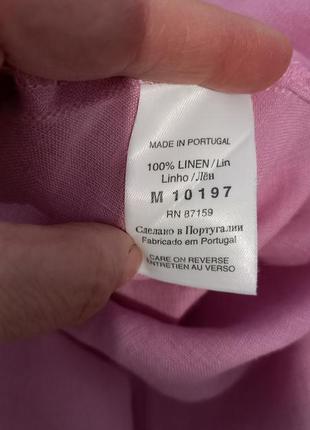 MADE IN PORTUGAL
100% LINEN/Lin
Linho/Лён
M 10197
RN 87159
Сделано в Португалии
Fabricado em Portugal
CARE ON REVERSE
ENTRETIEN AU VERSO